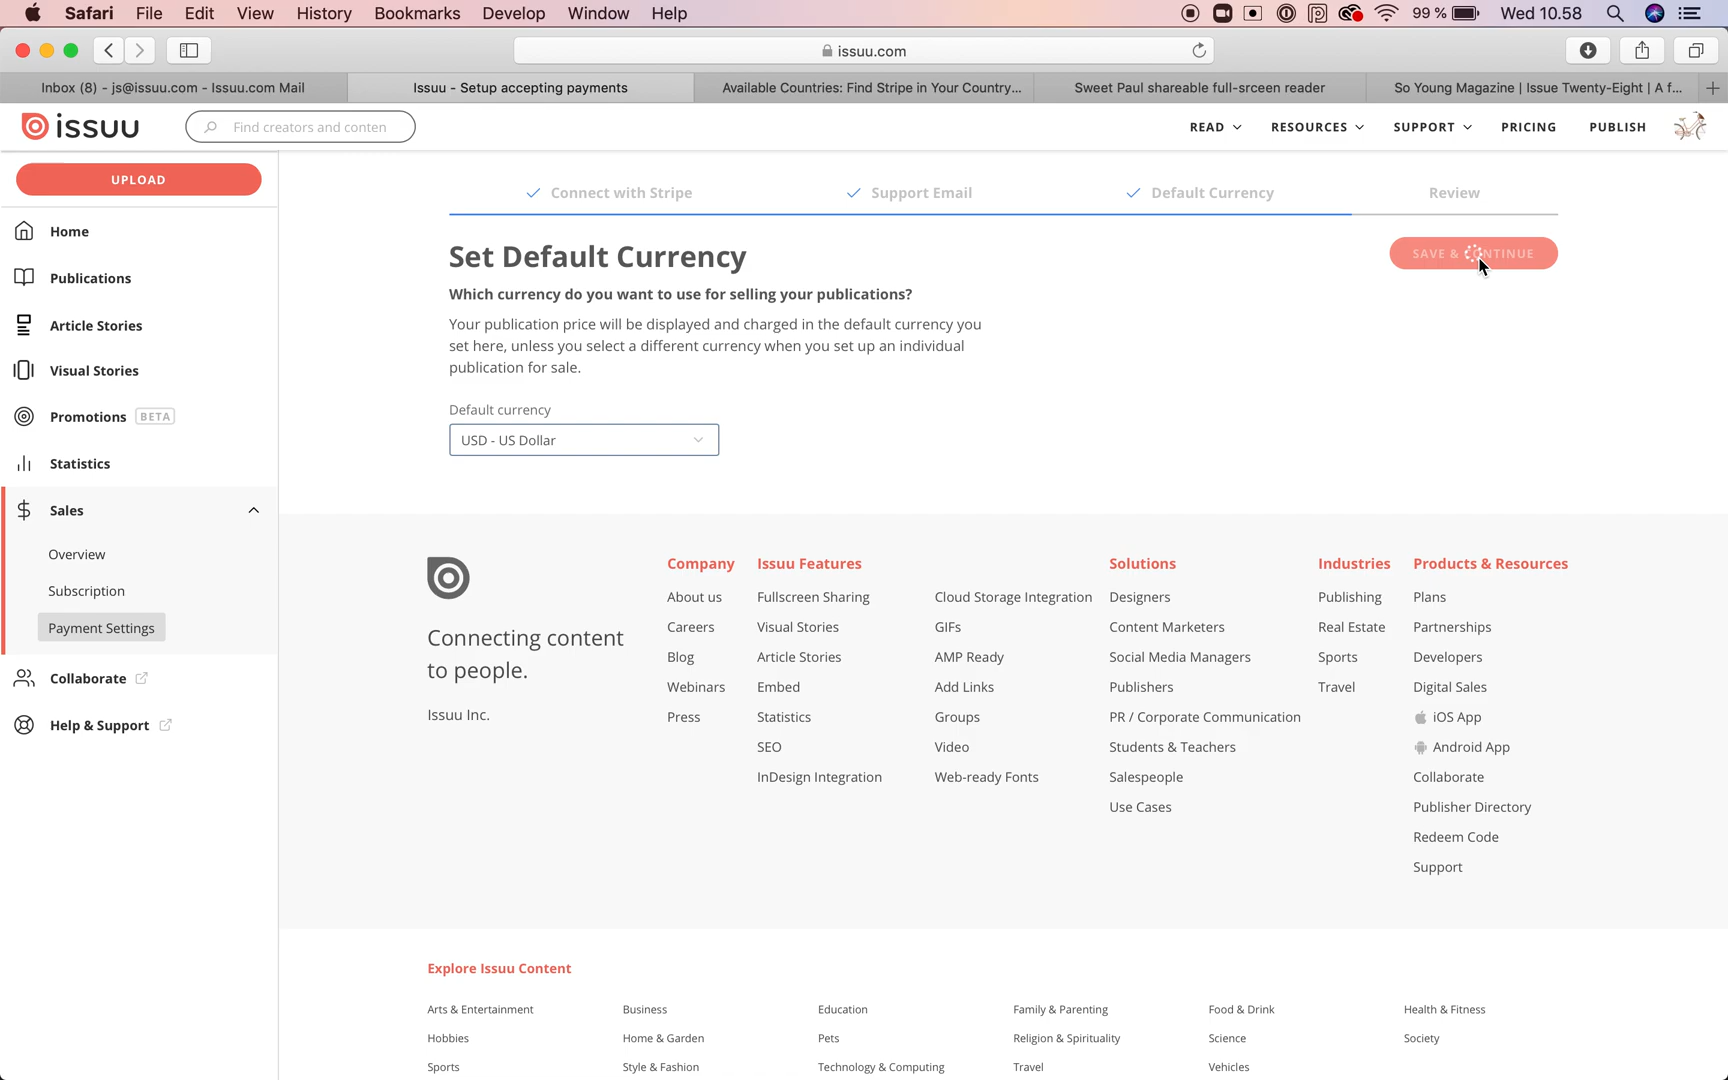 Safari File Edit View History Bookmarks Develop Window Help 99 % Wed 10.58
issuu.com
Inbox (8) - js@issuu.com - Issuu.com Mail
Issuu - Setup accepting payments
Available Countries: Find Stripe in Your Country...
Sweet Paul shareable full-srceen reader
So Young Magazine | Issue Twenty-Eight | A f...
issuu
Find creators and conten
READ RESOURCES SUPPORT PRICING PUBLISH
UPLOAD
Home
Publications
Article Stories
Visual Stories
Promotions BETA
Statistics
Sales
Overview
Subscription
Payment Settings
Collaborate
Help & Support
Connect with Stripe Support Email Default Currency Review
Set Default Currency
SAVE & CONTINUE
Which currency do you want to use for selling your publications?
Your publication price will be displayed and charged in the default currency you
set here, unless you select a different currency when you set up an individual
publication for sale.
Default currency
USD - US Dollar
Connecting content
to people.
Issuu Inc.
Company
About us
Careers
Blog
Webinars
Press
Issuu Features
Fullscreen Sharing
Visual Stories
Article Stories
Embed
Statistics
SEO
InDesign Integration
Cloud Storage Integration
GIFs
AMP Ready
Add Links
Groups
Video
Web-ready Fonts
Solutions
Designers
Content Marketers
Social Media Managers
Publishers
PR / Corporate Communication
Students & Teachers
Salespeople
Use Cases
Industries
Publishing
Real Estate
Sports
Travel
Products & Resources
Plans
Partnerships
Developers
Digital Sales
iOS App
Android App
Collaborate
Publisher Directory
Redeem Code
Support
Explore Issuu Content
Arts & Entertainment Business Education Family & Parenting Food & Drink Health & Fitness
Hobbies Home & Garden Pets Religion & Spirituality Science Society
Sports Style & Fashion Technology & Computing Travel Vehicles